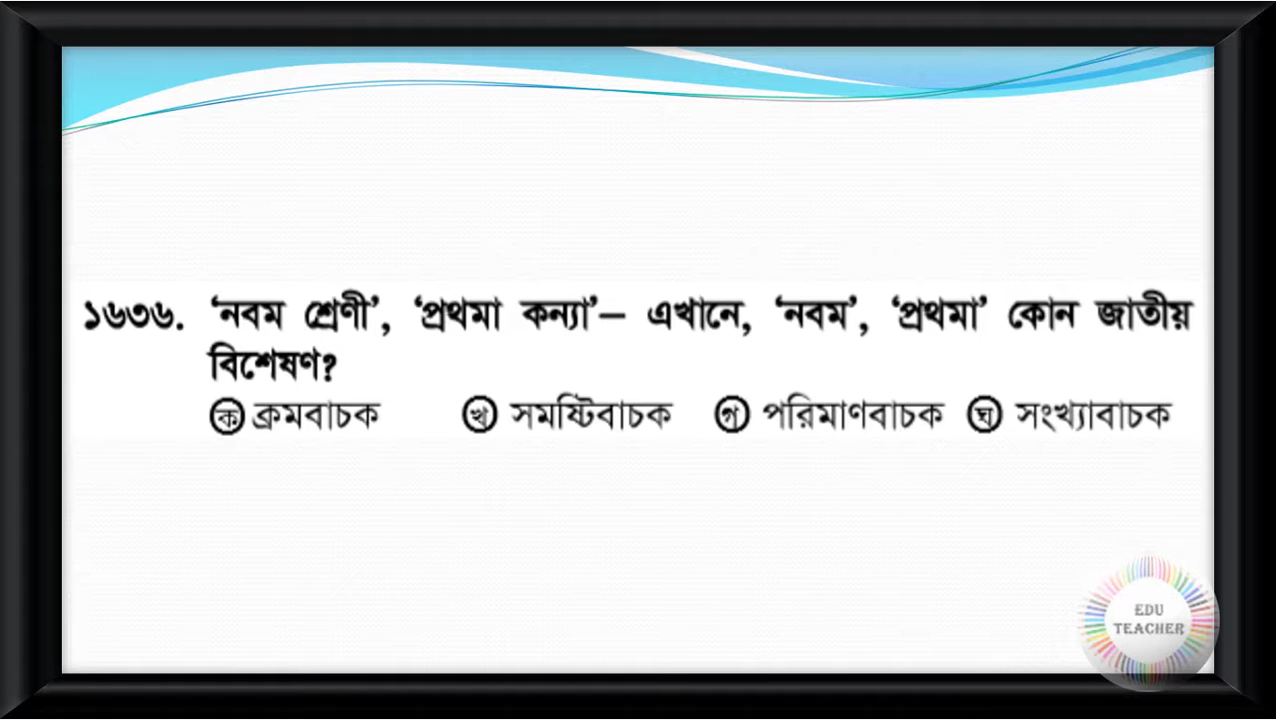 ১৬৩৬. ‘নবম শ্রেণী’, ‘প্রথমা কন্যা’– এখানে, ‘নবম’, ‘প্রথমা’ কোন জাতীয়
বিশেষণ?
ক ক্রমবাচক খ সমষ্টিবাচক গ পরিমাণবাচক ঘ সংখ্যাবাচক
EDU
TEACHER